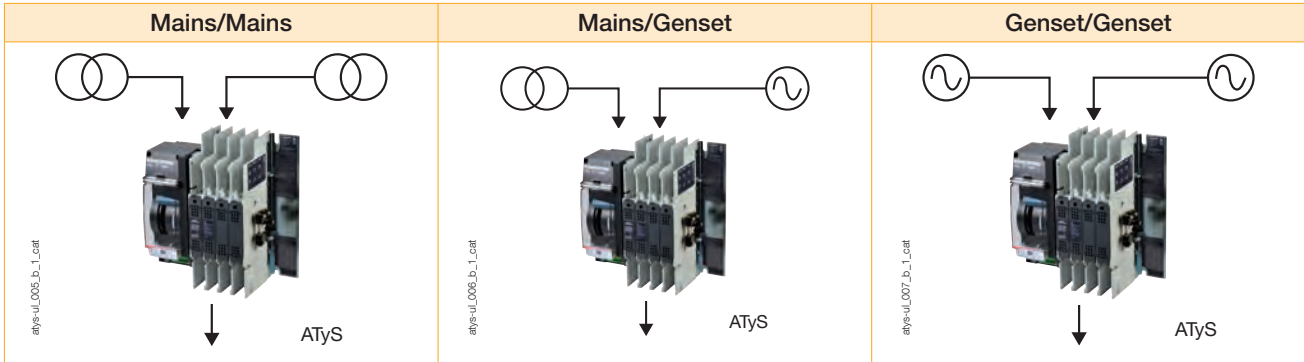 Mains/Mains
Mains/Genset
Genset/Genset
atys-ul_005_b_1_cat
ATyS
atys-ul_006_b_1_cat
ATyS
atys-ul_007_b_1_cat
ATyS